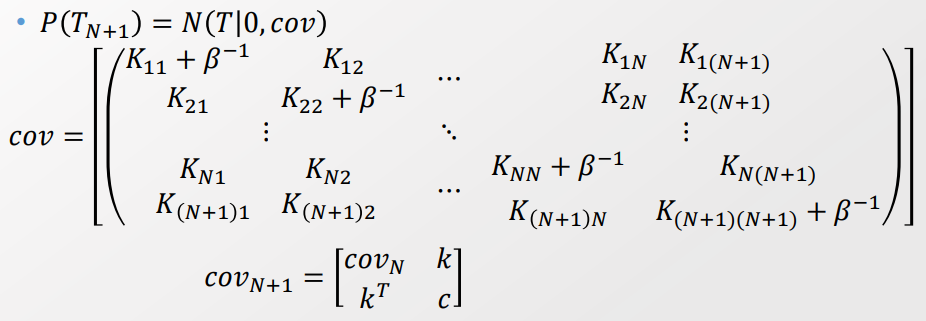 • P(T_{N+1}) = N(T|0, cov)
K_{11} + β^{-1} K_{12} ... K_{1N} K_{1(N+1)}
K_{21} K_{22} + β^{-1} K_{2N} K_{2(N+1)}
cov = ⋮ ⋱ ⋮
K_{N1} K_{N2} ... K_{NN} + β^{-1} K_{N(N+1)}
K_{(N+1)1} K_{(N+1)2} K_{(N+1)N} K_{(N+1)(N+1)} + β^{-1}
cov_{N+1} = [cov_N k
k^T c]